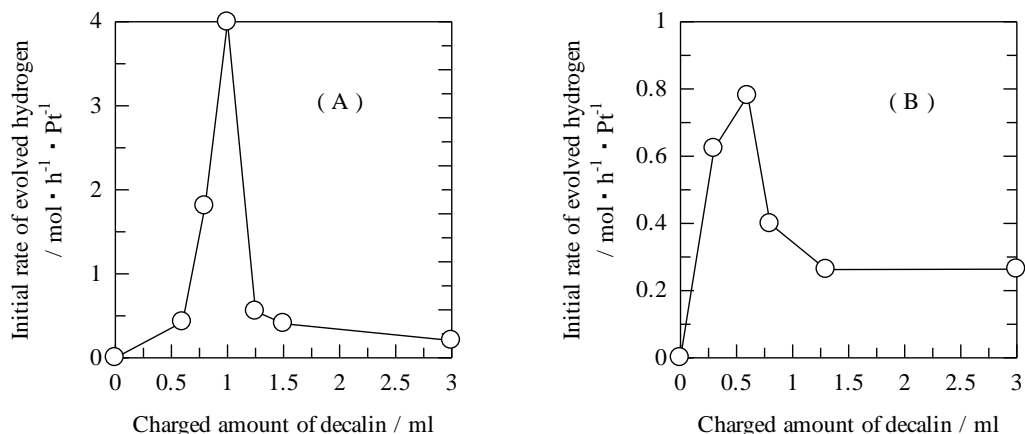 Initial rate of evolved hydrogen
/ mol・h⁻¹・Pt⁻¹
4
3
2
1
0
( A )
0 0.5 1 1.5 2 2.5 3
Charged amount of decalin / ml
Initial rate of evolved hydrogen
/ mol・h⁻¹・Pt⁻¹
1
0.8
0.6
0.4
0.2
0
( B )
0 0.5 1 1.5 2 2.5 3
Charged amount of decalin / ml